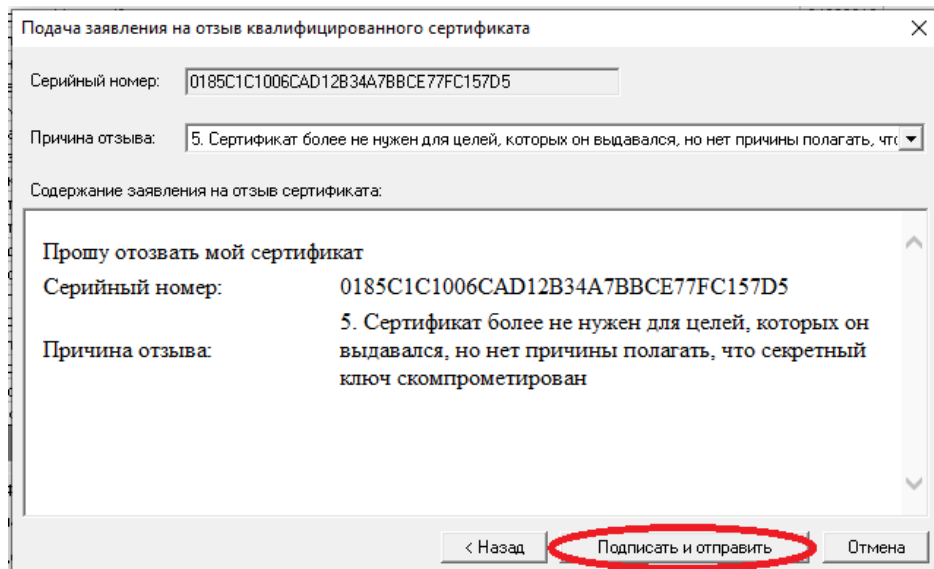 Подача заявления на отзыв квалифицированного сертификата
Серийный номер: 0185C1C1006CAD12B34A7BBCE77FC157D5
Причина отзыва: 5. Сертификат более не нужен для целей, которых он выдавался, но нет причины полагать, что
Содержание заявления на отзыв сертификата:
Прошу отозвать мой сертификат
Серийный номер: 0185C1C1006CAD12B34A7BBCE77FC157D5
5. Сертификат более не нужен для целей, которых он
Причина отзыва: выдавался, но нет причины полагать, что секретный
ключ скомпрометирован
< Назад Подписать и отправить Отмена